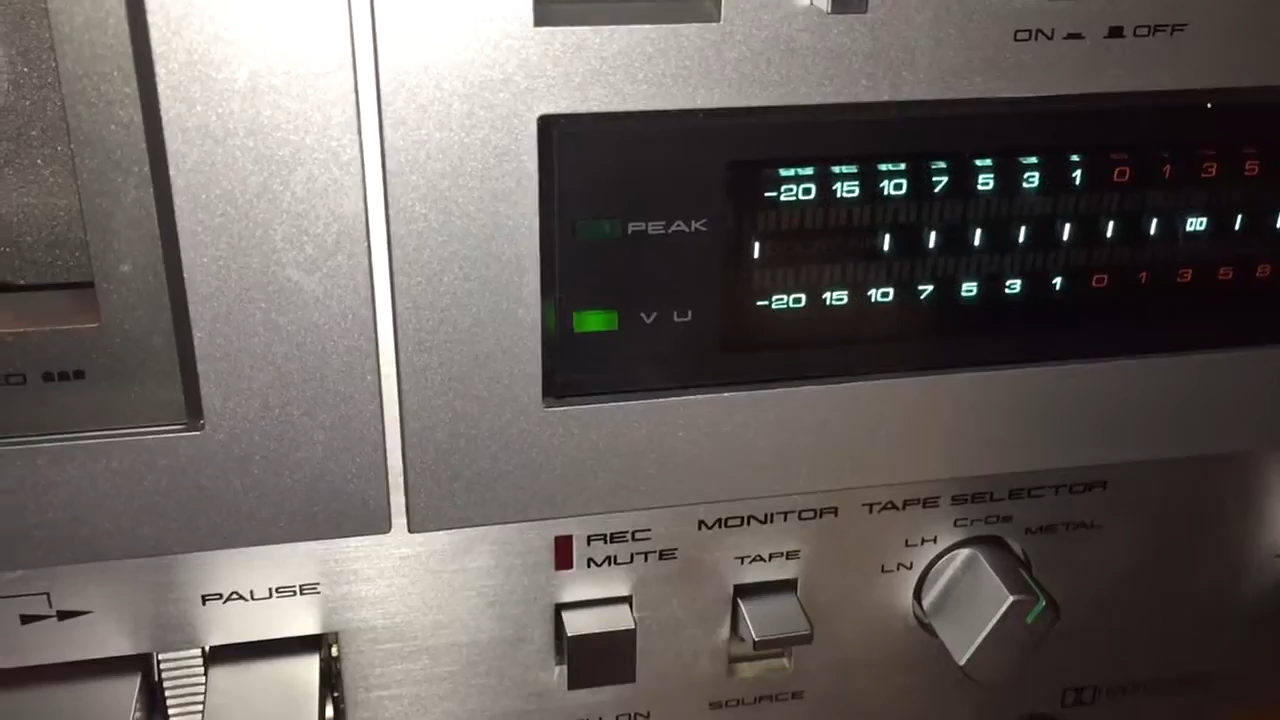 ON OFF
-20 15 10 7 5 3 1 0 1 3 5
PEAK
-20 15 10 7 5 3 1 0 1 3 5 8
V U
TAPE SELECTOR
MONITOR
REC
MUTE
CrO₂
METAL
LH
TAPE
LN
PAUSE
SOURCE
ON